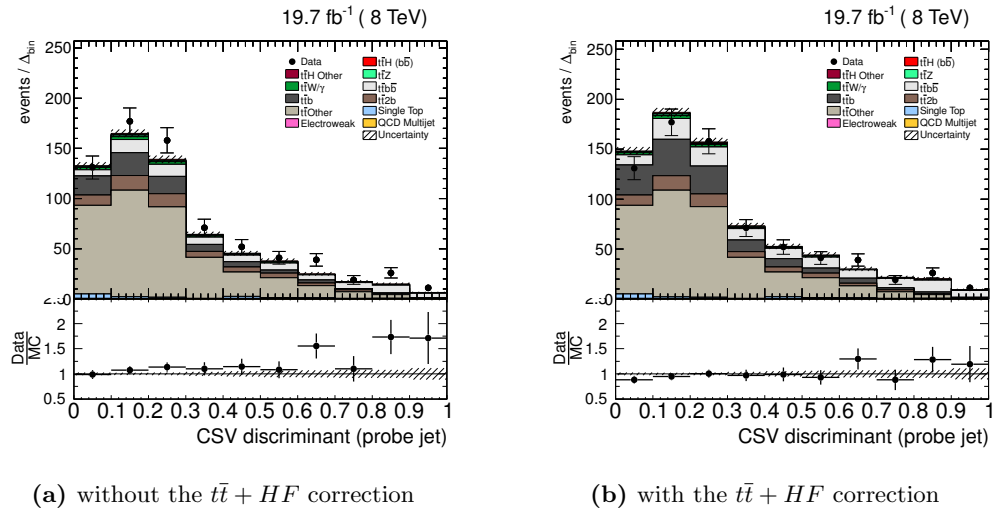 19.7 fb⁻¹ ( 8 TeV)
events / Δbin
250
200
150
100
50
Data
tt̄H Other
tt̄W/γ
tt̄b
tt̄Other
Electroweak
tt̄H (bb̄)
tt̄Z
tt̄bb̄
tt̄2b
Single Top
QCD Multijet
Uncertainty
Data
MC
2
1.5
1
0.5
0 0.1 0.2 0.3 0.4 0.5 0.6 0.7 0.8 0.9 1
CSV discriminant (probe jet)
(a) without the tt̄ + HF correction
19.7 fb⁻¹ ( 8 TeV)
events / Δbin
250
200
150
100
50
Data
tt̄H Other
tt̄W/γ
tt̄b
tt̄Other
Electroweak
tt̄H (bb̄)
tt̄Z
tt̄bb̄
tt̄2b
Single Top
QCD Multijet
Uncertainty
Data
MC
2
1.5
1
0.5
0 0.1 0.2 0.3 0.4 0.5 0.6 0.7 0.8 0.9 1
CSV discriminant (probe jet)
(b) with the tt̄ + HF correction